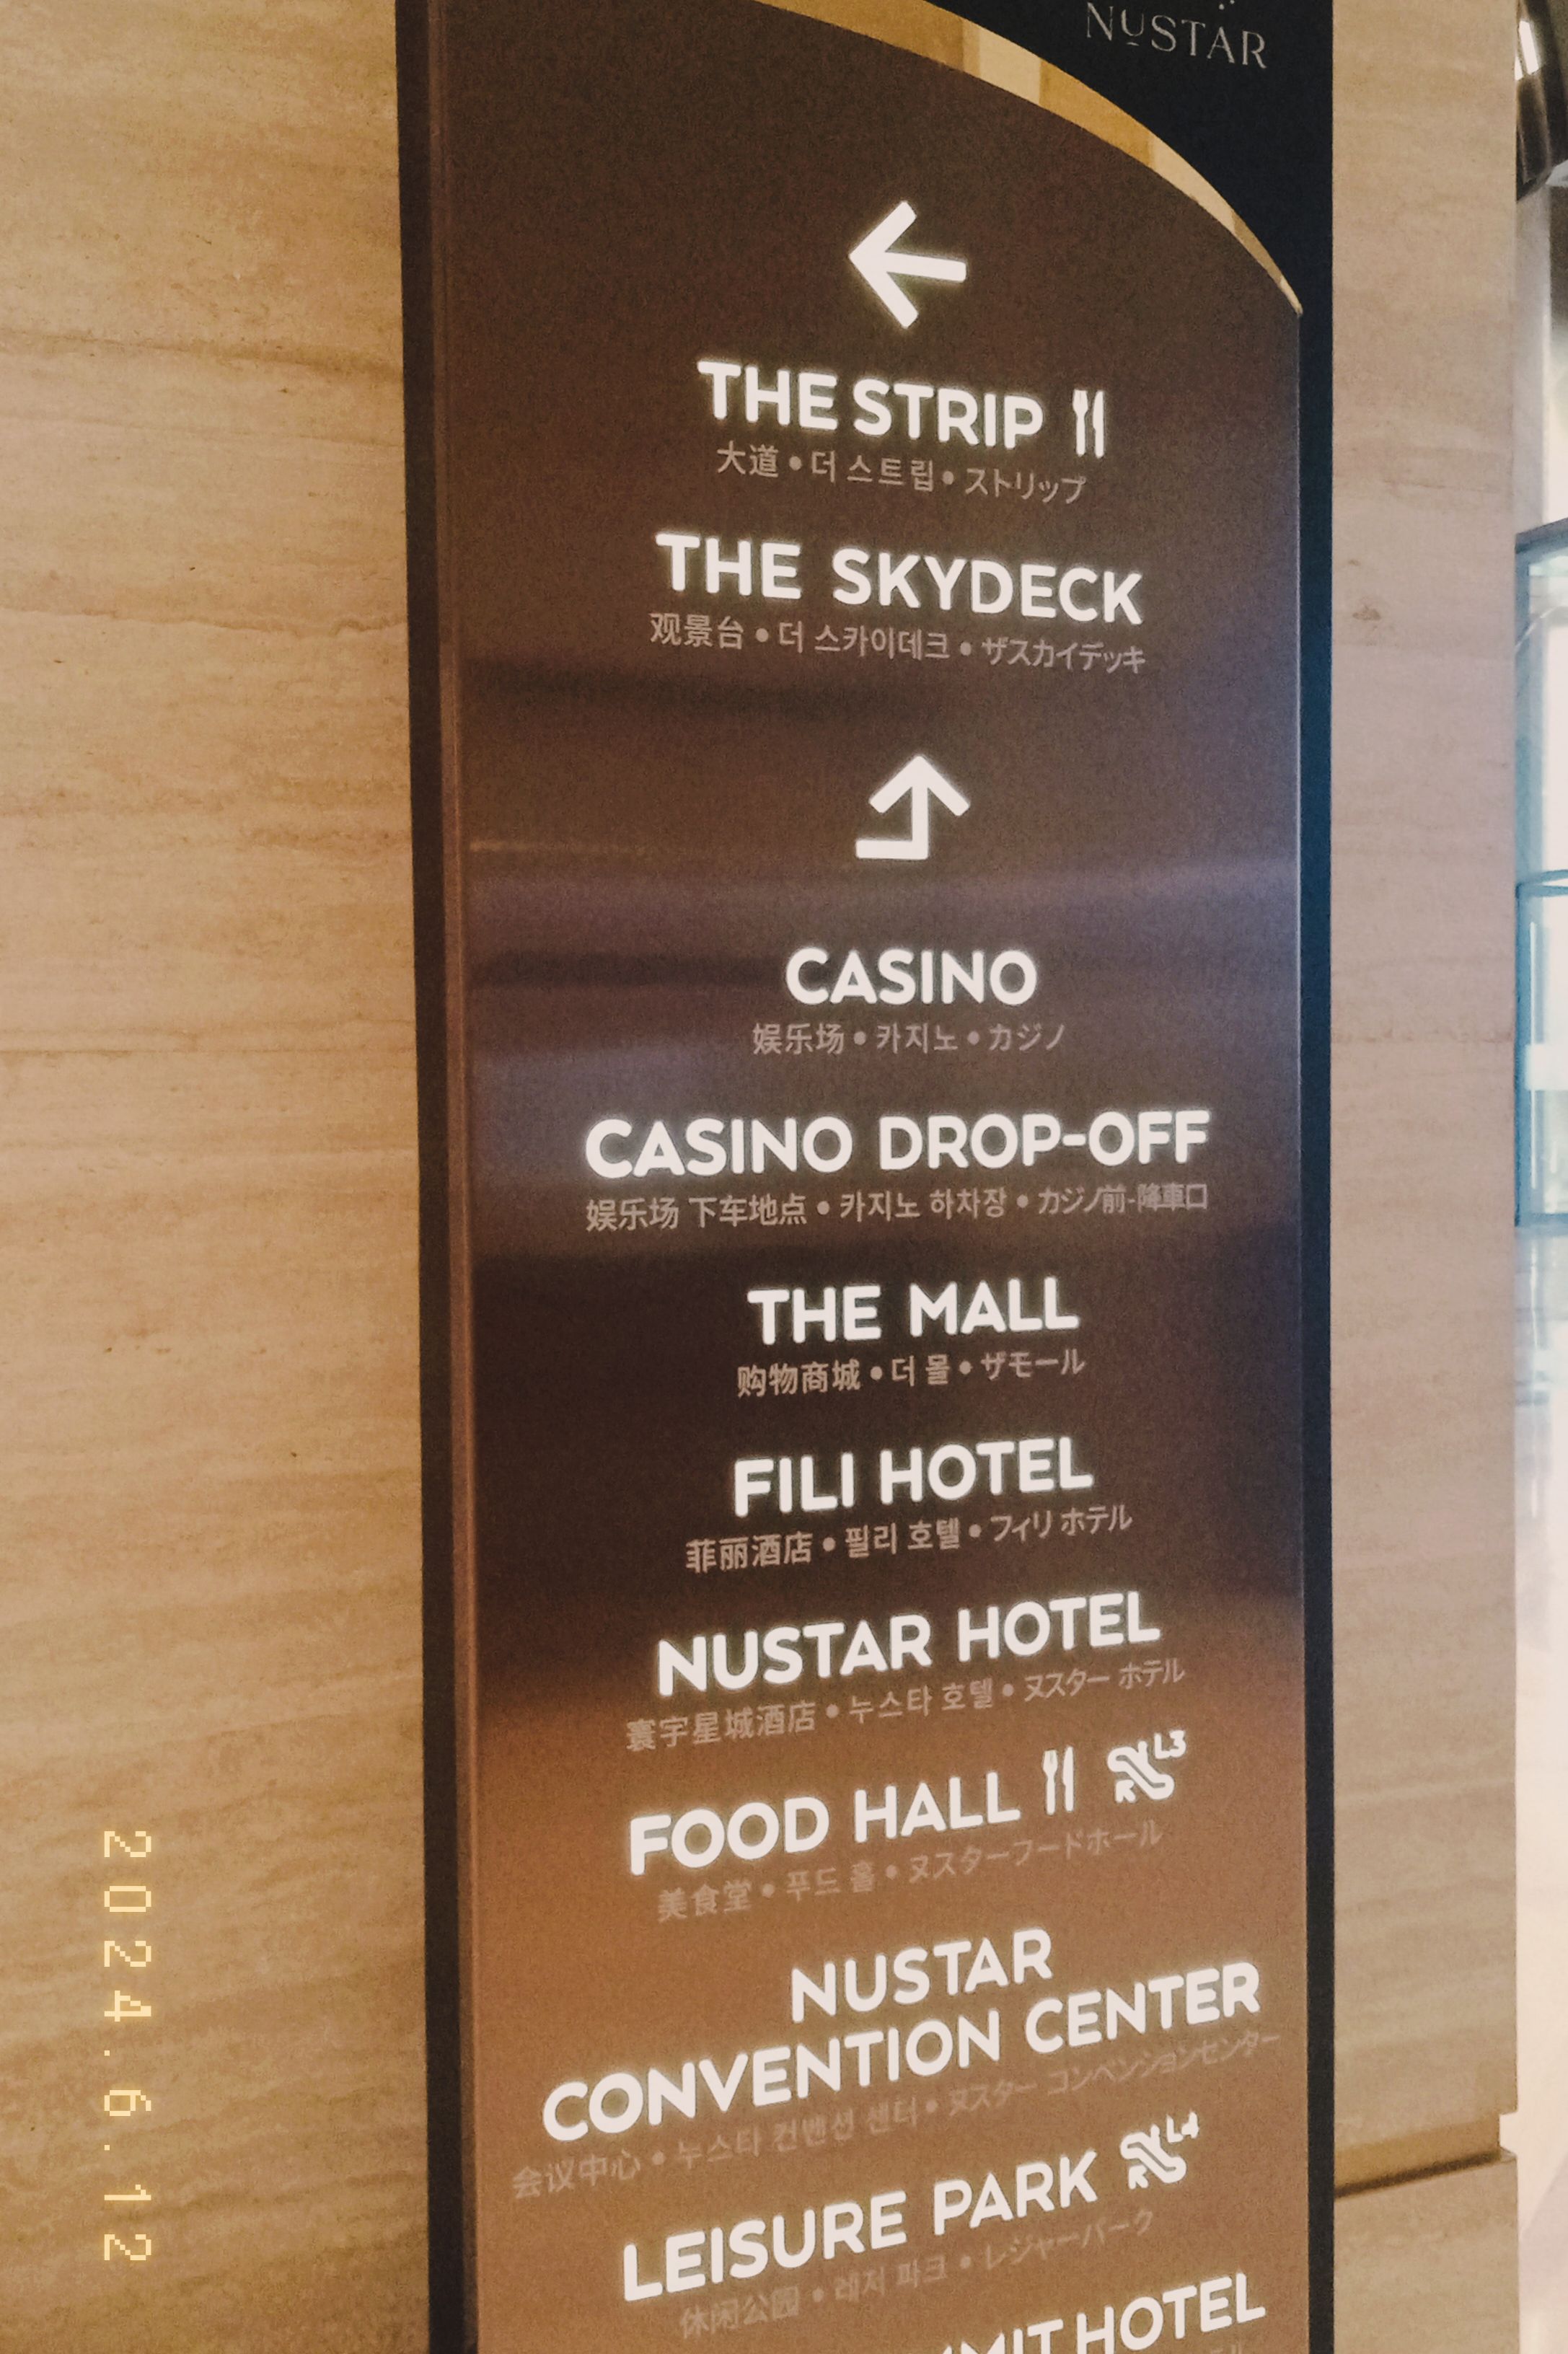 NUSTAR
THE STRIP
大道 • 더 스트립 • ストリップ
THE SKYDECK
观景台 • 더 스카이데크 • ザスカイデッキ
CASINO
娱乐场 • 카지노 • カジノ
CASINO DROP-OFF
娱乐场 下车地点 • 카지노 하차장 • カジノ前-降車口
THE MALL
购物商城 • 더 몰 • ザモール
FILI HOTEL
菲丽酒店 • 필리 호텔 • フィリ ホテル
NUSTAR HOTEL
寰宇星城酒店 • 누스타 호텔 • ヌスター ホテル
FOOD HALL L3
美食堂 • 푸드 홀 • ヌスターフードホール
NUSTAR
CONVENTION CENTER
会议中心 • 누스타 컨벤션 센터 • ヌスター コンベンションセンター
LEISURE PARK L4
休闲公园 • 레저 파크 • レジャーパーク
HOTEL
2024.6.12